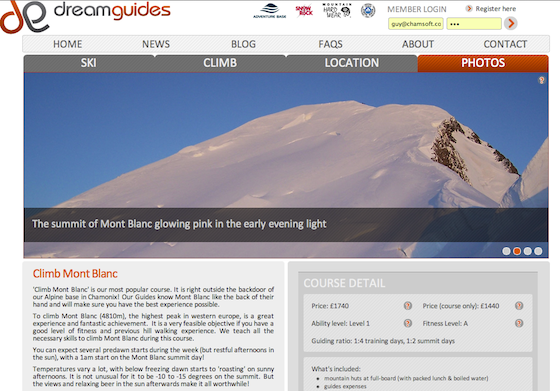 dreamguides
ADVENTURE BASE
SNOW ROCK
MOUNTAIN HARD WEAR
MEMBER LOGIN
Register here
guy@chamsoft.co
•••
HOME
NEWS
BLOG
FAQS
ABOUT
CONTACT
SKI
CLIMB
LOCATION
PHOTOS
The summit of Mont Blanc glowing pink in the early evening light
Climb Mont Blanc
'Climb Mont Blanc' is our most popular course. It is right outside the backdoor of
our Alpine base in Chamonix! Our Guides know Mont Blanc like the back of their
hand and will make sure you have the best experience possible.
To climb Mont Blanc (4810m), the highest peak in western europe, is a great
experience and fantastic achievement. It is a very feasible objective if you have a
good level of fitness and previous hill walking experience. We teach all the
necessary skills to climb Mont Blanc during this course.
You can expect several predawn starts during the week (but restful afternoons in
the sun), with a 1am start on the Mont Blanc summit day!
Temperatures vary a lot, with below freezing dawn starts to 'roasting' on sunny
afternoons. It is not unusual for it to be -10 to -15 degrees on the summit. But
the views and relaxing beer in the sun afterwards make it all worthwhile!
COURSE DETAIL
Price: £1740
Price (course only): £1440
Ability level: Level 1
Fitness Level: A
Guiding ratio: 1:4 training days, 1:2 summit days
What's included:
• mountain huts at full-board (with packed lunch & boiled water)
• guides expenses